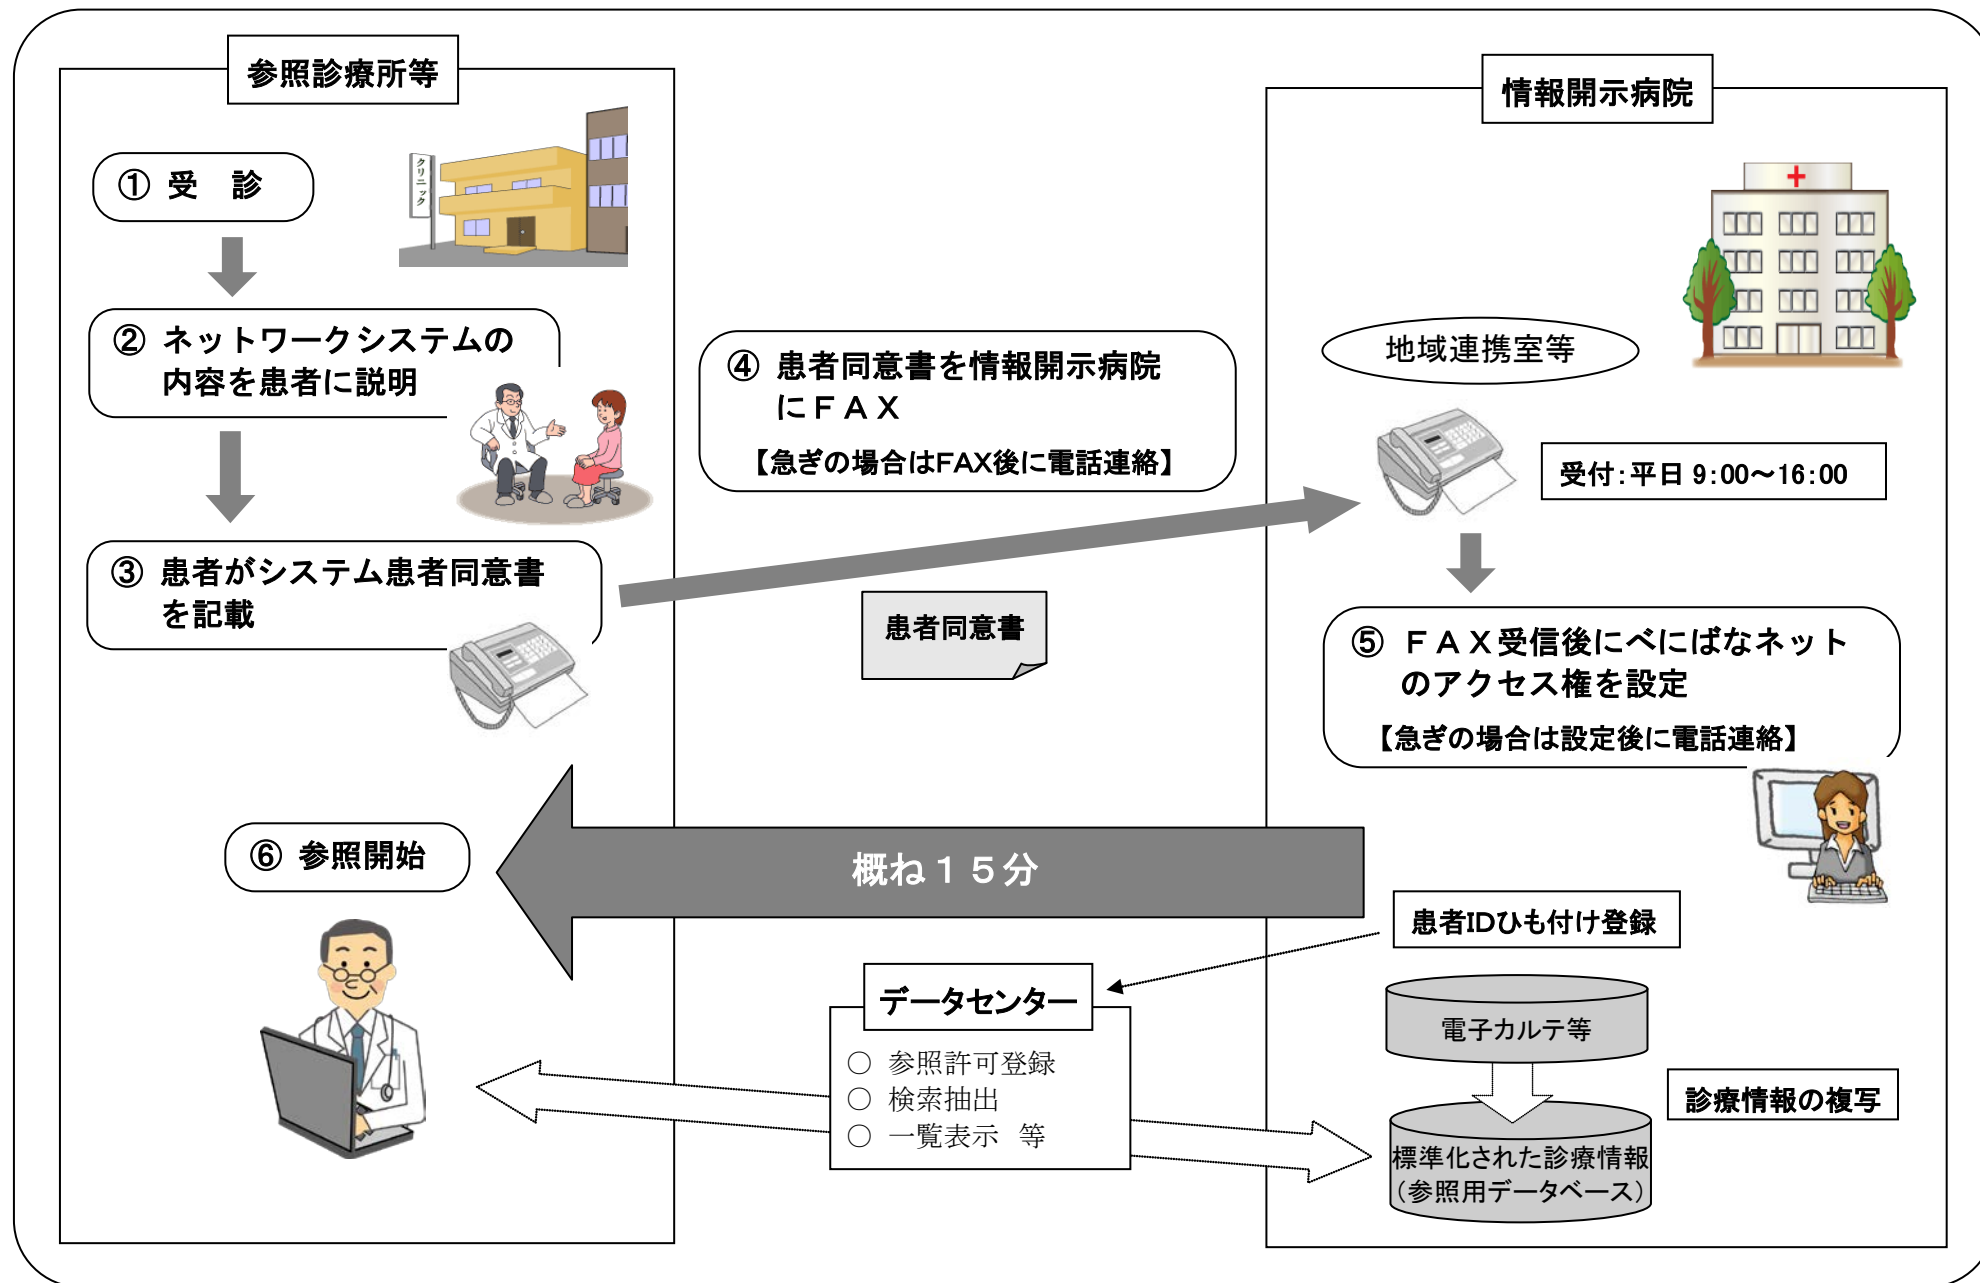 参照診療所等
クリニック
① 受　診
② ネットワークシステムの
内容を患者に説明
③ 患者がシステム患者同意書
を記載
④ 患者同意書を情報開示病院
にＦＡＸ
【急ぎの場合はFAX後に電話連絡】
患者同意書
情報開示病院
地域連携室等
受付：平日 9:00～16:00
⑤ ＦＡＸ受信後にべにばなネット
のアクセス権を設定
【急ぎの場合は設定後に電話連絡】
概ね１５分
⑥ 参照開始
患者IDひも付け登録
データセンター
○ 参照許可登録
○ 検索抽出
○ 一覧表示　等
電子カルテ等
診療情報の複写
標準化された診療情報
（参照用データベース）